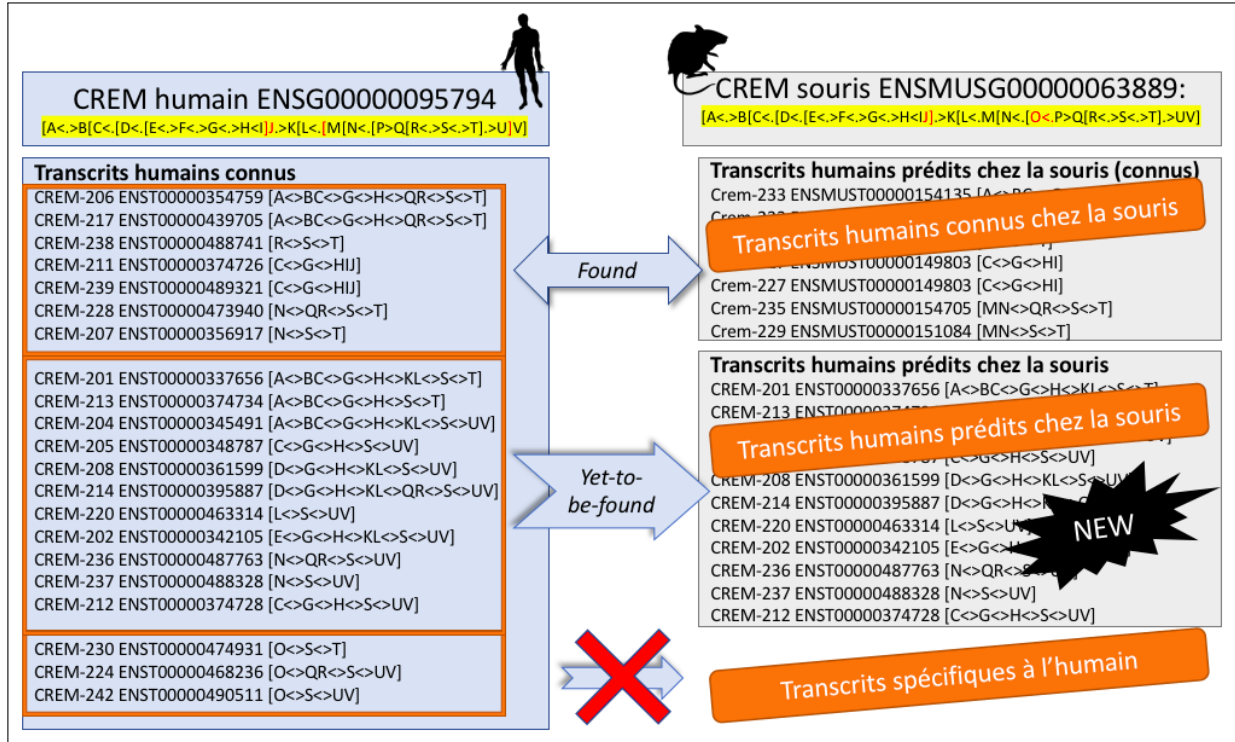 CREM humain ENSG00000095794
[A<.>B[C<.[D<.[E<.>F<.>G<.>H<I]J.>K[L<.[M[N<.[P>Q[R<.>S<.>T].>U]V]
CREM souris ENSMUSG00000063889:
[A<.>B[C<.[D<.[E<.>F<.>G<.>H<IJ].>K[L<.M[N<.[O<.P>Q[R<.>S<.>T].>UV]
Transcrits humains connus
CREM-206 ENST00000354759 [A<>BC<>G<>H<>QR<>S<>T]
CREM-217 ENST00000439705 [A<>BC<>G<>H<>QR<>S<>T]
CREM-238 ENST00000488741 [R<>S<>T]
CREM-211 ENST00000374726 [C<>G<>HIJ]
CREM-239 ENST00000489321 [C<>G<>HIJ]
CREM-228 ENST00000473940 [N<>QR<>S<>T]
CREM-207 ENST00000356917 [N<>S<>T]
CREM-201 ENST00000337656 [A<>BC<>G<>H<>KL<>S<>T]
CREM-213 ENST00000374734 [A<>BC<>G<>H<>S<>T]
CREM-204 ENST00000345491 [A<>BC<>G<>H<>KL<>S<>UV]
CREM-205 ENST00000348787 [C<>G<>H<>S<>UV]
CREM-208 ENST00000361599 [D<>G<>H<>KL<>S<>UV]
CREM-214 ENST00000395887 [D<>G<>H<>KL<>QR<>S<>UV]
CREM-220 ENST00000463314 [L<>S<>UV]
CREM-202 ENST00000342105 [E<>G<>H<>KL<>S<>UV]
CREM-236 ENST00000487763 [N<>QR<>S<>UV]
CREM-237 ENST00000488328 [N<>S<>UV]
CREM-212 ENST00000374728 [C<>G<>H<>S<>UV]
CREM-230 ENST00000474931 [O<>S<>T]
CREM-224 ENST00000468236 [O<>QR<>S<>UV]
CREM-242 ENST00000490511 [O<>S<>UV]
Found
Yet-to-
be-found
Transcrits humains prédits chez la souris (connus)
Crem-233 ENSMUST00000154135
Transcrits humains connus chez la souris
ENSMUST00000149803 [C<>G<>HI]
Crem-227 ENSMUST00000149803 [C<>G<>HI]
Crem-235 ENSMUST00000154705 [MN<>QR<>S<>T]
Crem-229 ENSMUST00000151084 [MN<>S<>T]
Transcrits humains prédits chez la souris
CREM-201 ENST00000337656 [A<>BC<>G<>H<>KL<>S<>T]
CREM-213
Transcrits humains prédits chez la souris
[C<>G<>H<>S<>UV]
CREM-208 ENST00000361599 [D<>G<>H<>KL<>S<>UV]
CREM-214 ENST00000395887
CREM-220 ENST00000463314 [L<>S<>UV]
CREM-202 ENST00000342105
CREM-236 ENST00000487763
CREM-237 ENST00000488328 [N<>S<>UV]
CREM-212 ENST00000374728 [C<>G<>H<>S<>UV]
NEW
Transcrits spécifiques à l'humain